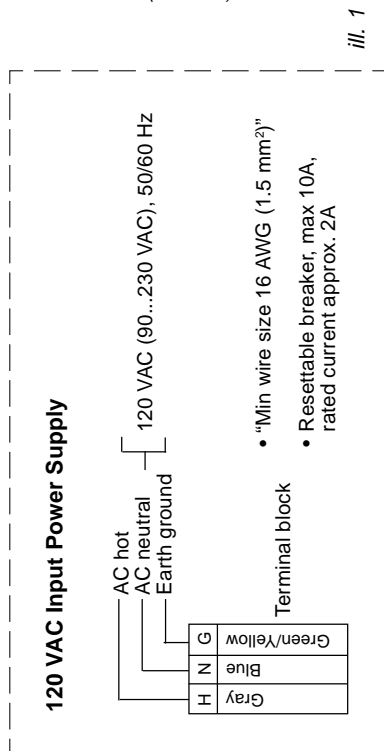 120 VAC Input Power Supply
AC hot
AC neutral
Earth ground
120 VAC (90...230 VAC), 50/60 Hz
H N G
Gray
Blue
Green/Yellow
Terminal block
• “Min wire size 16 AWG (1.5 mm²)”
• Resettable breaker, max 10A,
rated current approx. 2A
ill. 1